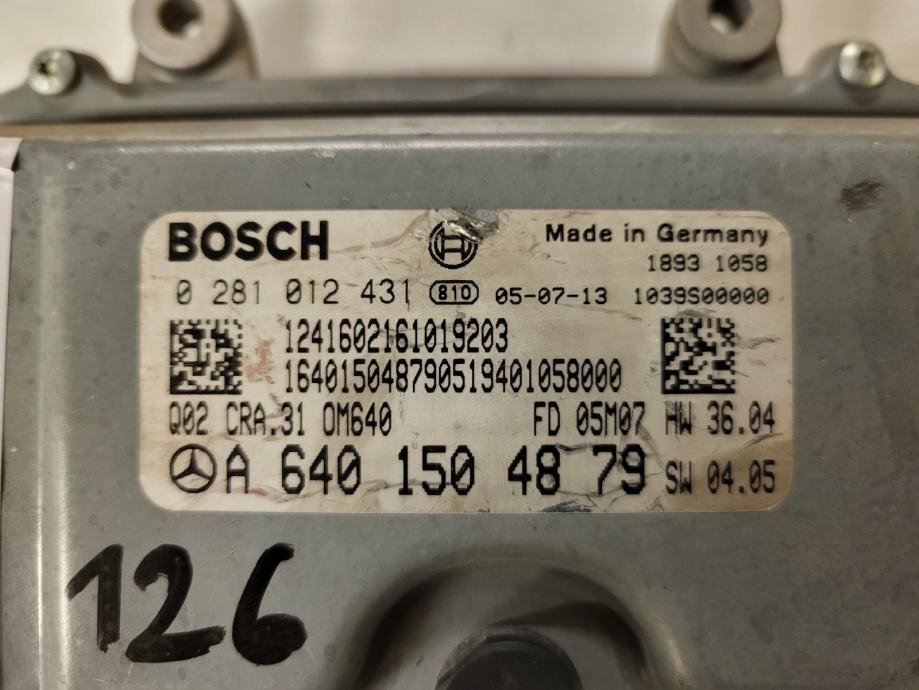 BOSCH
Made in Germany
1893 1058
0 281 012 431 810 05-07-13 1039S00000
1241602161019203
164015048790519401058000
Q02 CRA.31 OM640 FD 05M07 HW 36.04
A 640 150 48 79 SW 04.05
126